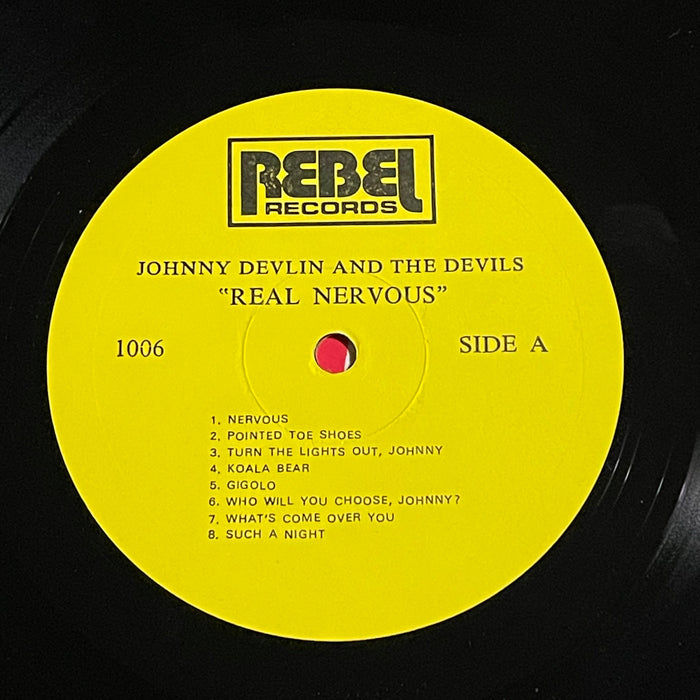 REBEL
RECORDS
JOHNNY DEVLIN AND THE DEVILS
"REAL NERVOUS"
1006 SIDE A
1. NERVOUS
2. POINTED TOE SHOES
3. TURN THE LIGHTS OUT, JOHNNY
4. KOALA BEAR
5. GIGOLO
6. WHO WILL YOU CHOOSE, JOHNNY?
7. WHAT'S COME OVER YOU
8. SUCH A NIGHT